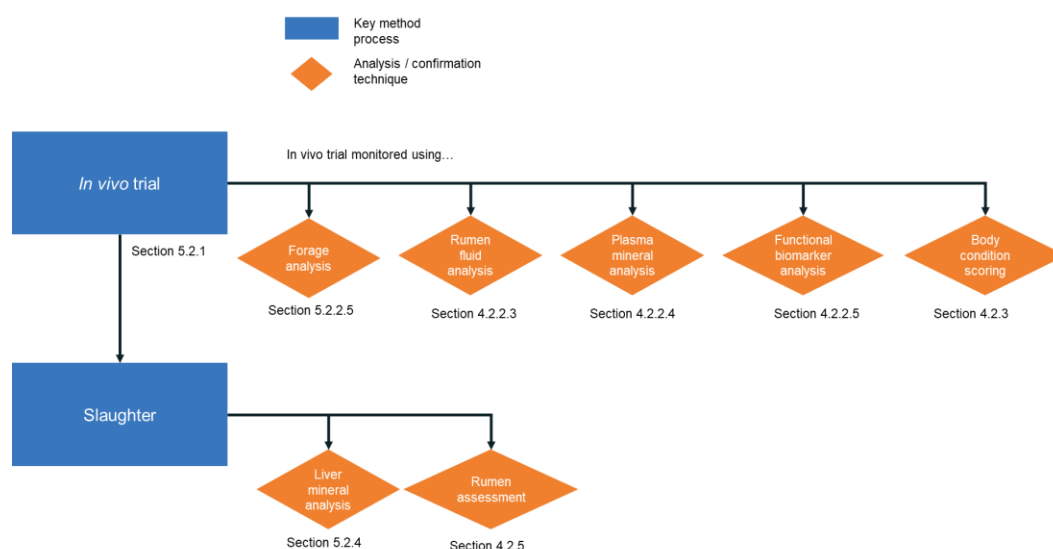 Key method
process
Analysis / confirmation
technique
In vivo trial
In vivo trial monitored using…
Section 5.2.1
Forage
analysis
Rumen
fluid
analysis
Plasma
mineral
analysis
Functional
biomarker
analysis
Body
condition
scoring
Section 5.2.2.5
Section 4.2.2.3
Section 4.2.2.4
Section 4.2.2.5
Section 4.2.3
Slaughter
Liver
mineral
analysis
Rumen
assessment
Section 5.2.4
Section 4.2.5